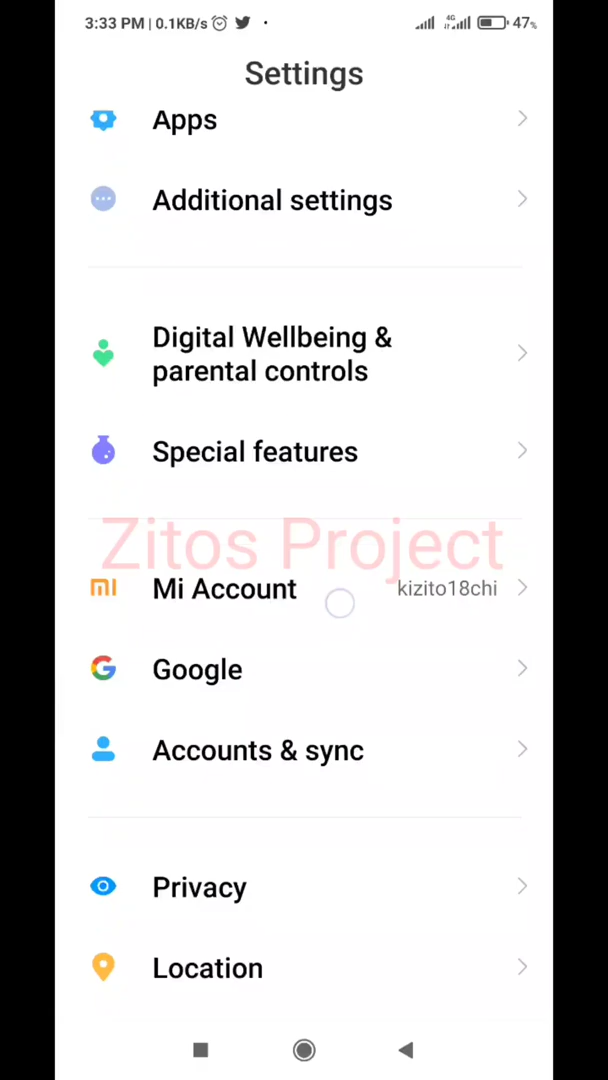 3:33 PM | 0.1KB/s
4G
47%
Settings
Apps
Additional settings
Digital Wellbeing &
parental controls
Special features
Zitos Project
Mi Account
kizito18chi
Google
Accounts & sync
Privacy
Location